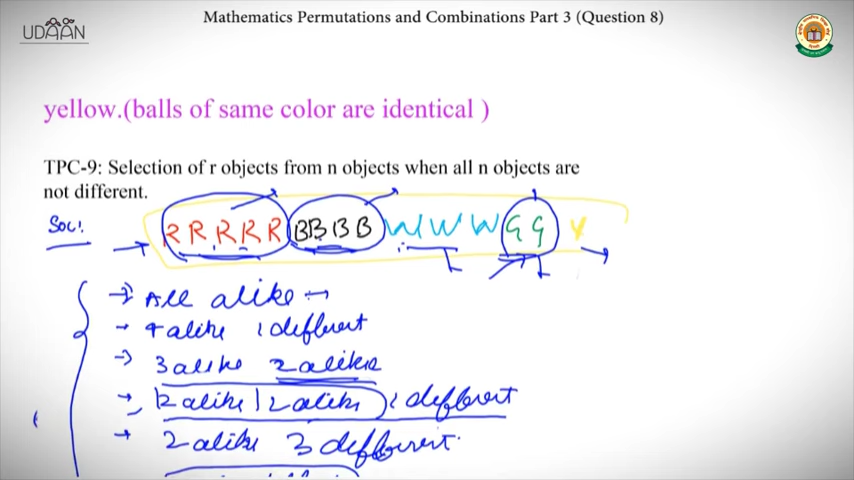 Mathematics Permutations and Combinations Part 3 (Question 8)
UDAAN
yellow.(balls of same color are identical )
TPC-9: Selection of r objects from n objects when all n objects are
not different.
Sol:
R R R R R B B B B W W W G G Y
→ All alike →
→ 4 alike 1 different
→ 3 alike 2 alike
→ 2 alike 2 alike 1 different
→ 2 alike 3 different